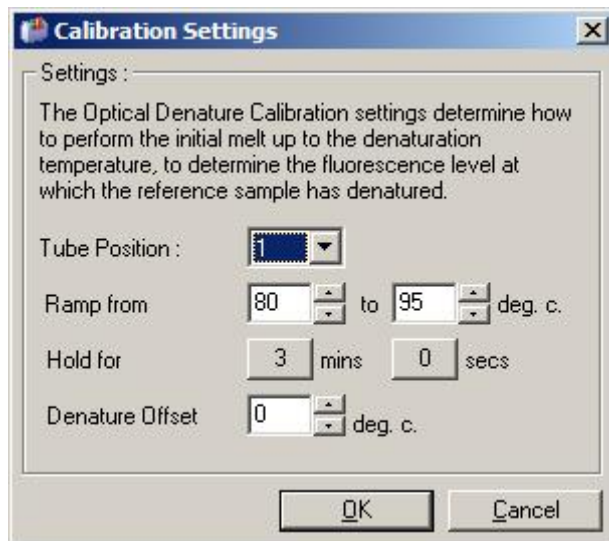 Calibration Settings
Settings :
The Optical Denature Calibration settings determine how
to perform the initial melt up to the denaturation
temperature, to determine the fluorescence level at
which the reference sample has denatured.
Tube Position : 1
Ramp from 80 to 95 deg. c.
Hold for 3 mins 0 secs
Denature Offset 0 deg. c.
OK Cancel